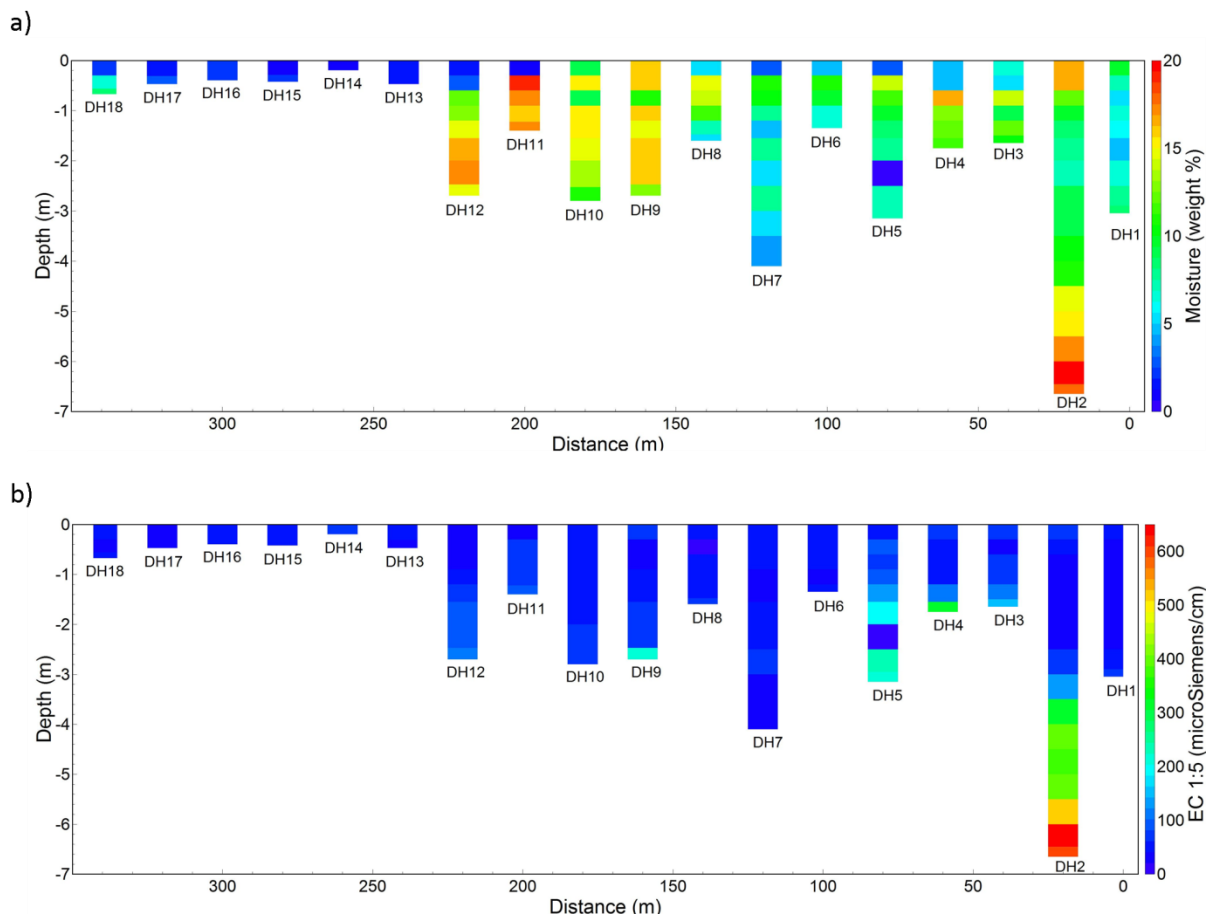 a)
0
-1
-2
-3
-4
-5
-6
-7
Depth (m)
DH18
DH17
DH16
DH15
DH14
DH13
DH12
DH11
DH10
DH9
DH8
DH7
DH6
DH5
DH4
DH3
DH2
DH1
300 250 200 150 100 50 0
Distance (m)
20
15
10
5
0
Moisture (weight %)
b)
0
-1
-2
-3
-4
-5
-6
-7
Depth (m)
DH18
DH17
DH16
DH15
DH14
DH13
DH12
DH11
DH10
DH9
DH8
DH7
DH6
DH5
DH4
DH3
DH2
DH1
300 250 200 150 100 50 0
Distance (m)
600
500
400
300
200
100
0
EC 1:5 (microSiemens/cm)